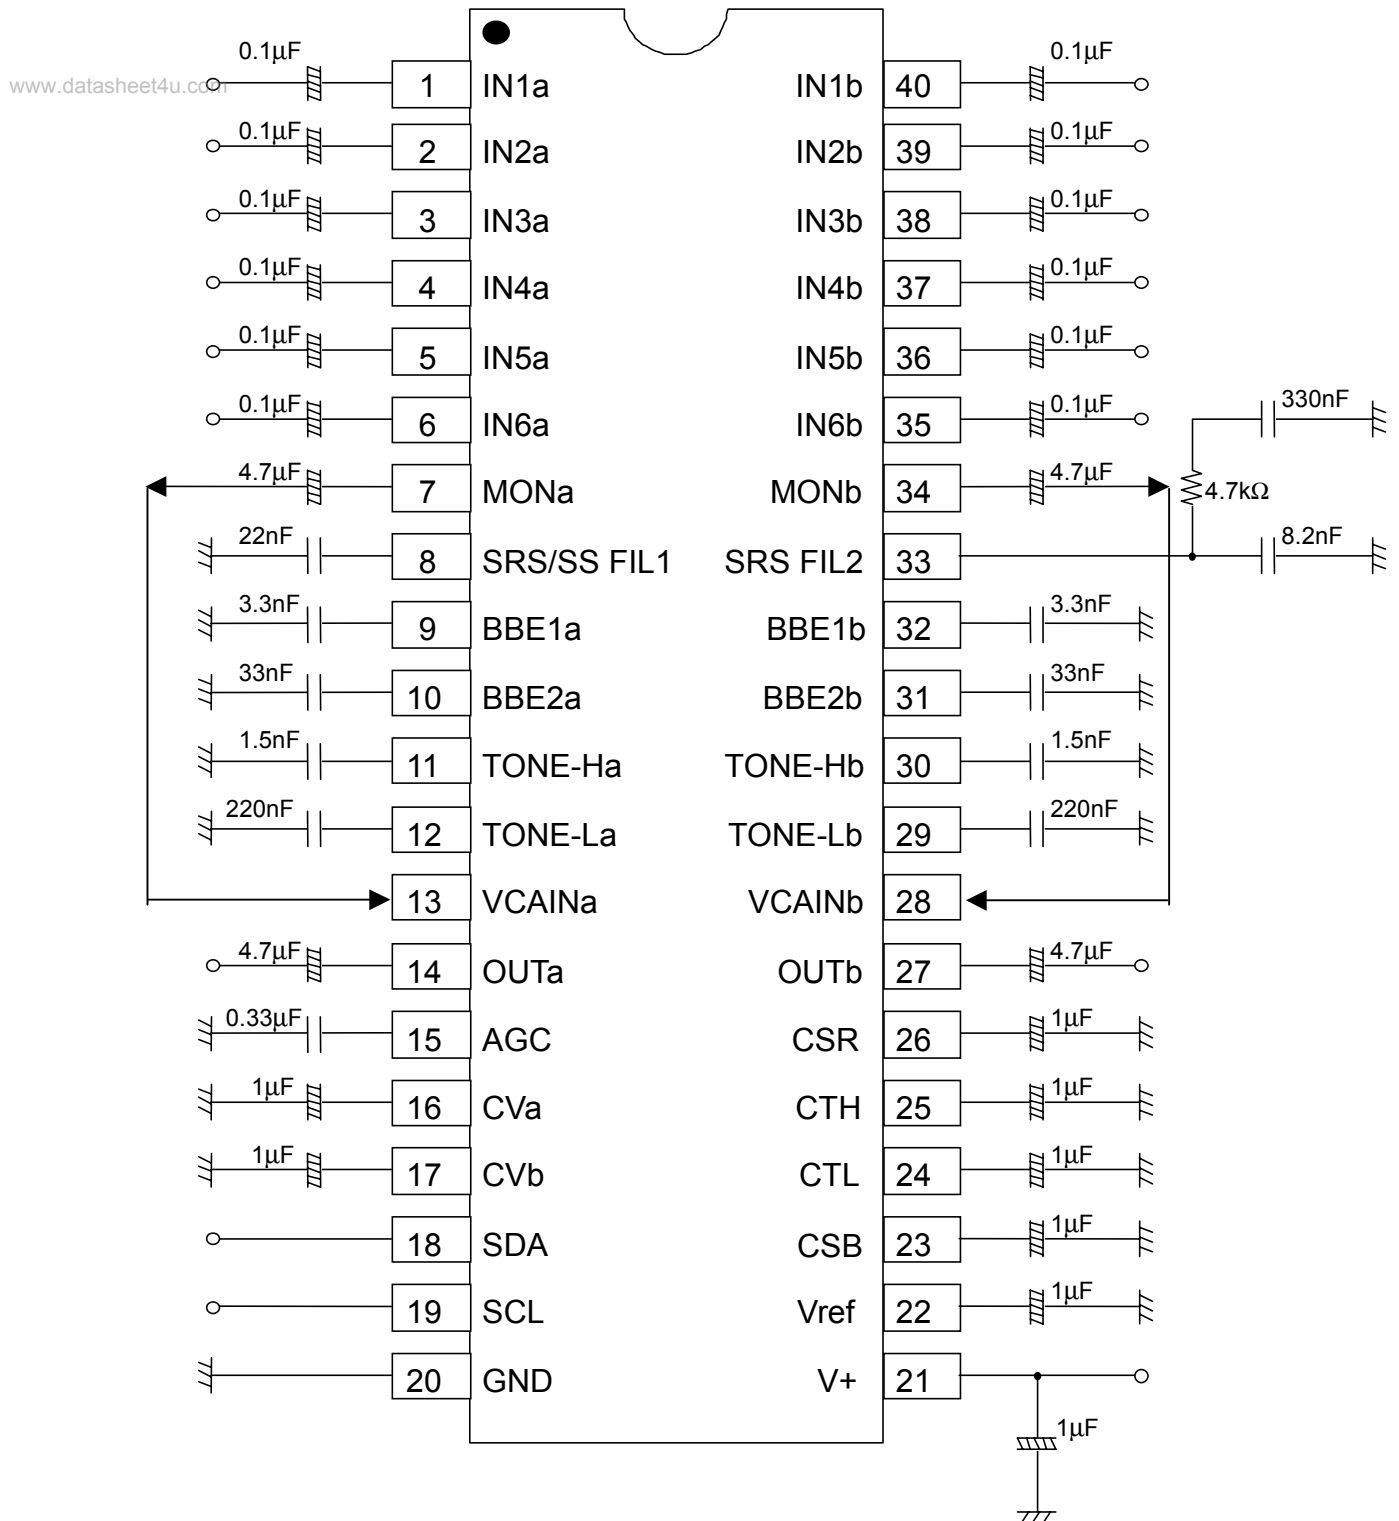 www.datasheet4u.com
0.1µF 1 IN1a IN1b 40 0.1µF
0.1µF 2 IN2a IN2b 39 0.1µF
0.1µF 3 IN3a IN3b 38 0.1µF
0.1µF 4 IN4a IN4b 37 0.1µF
0.1µF 5 IN5a IN5b 36 0.1µF
0.1µF 6 IN6a IN6b 35 0.1µF 330nF
4.7µF 7 MONa MONb 34 4.7µF 4.7kΩ
22nF 8 SRS/SS FIL1 SRS FIL2 33 8.2nF
3.3nF 9 BBE1a BBE1b 32 3.3nF
33nF 10 BBE2a BBE2b 31 33nF
1.5nF 11 TONE-Ha TONE-Hb 30 1.5nF
220nF 12 TONE-La TONE-Lb 29 220nF
13 VCAINa VCAINb 28
4.7µF 14 OUTa OUTb 27 4.7µF
0.33µF 15 AGC CSR 26 1µF
1µF 16 CVa CTH 25 1µF
1µF 17 CVb CTL 24 1µF
18 SDA CSB 23 1µF
19 SCL Vref 22 1µF
20 GND V+ 21
1µF